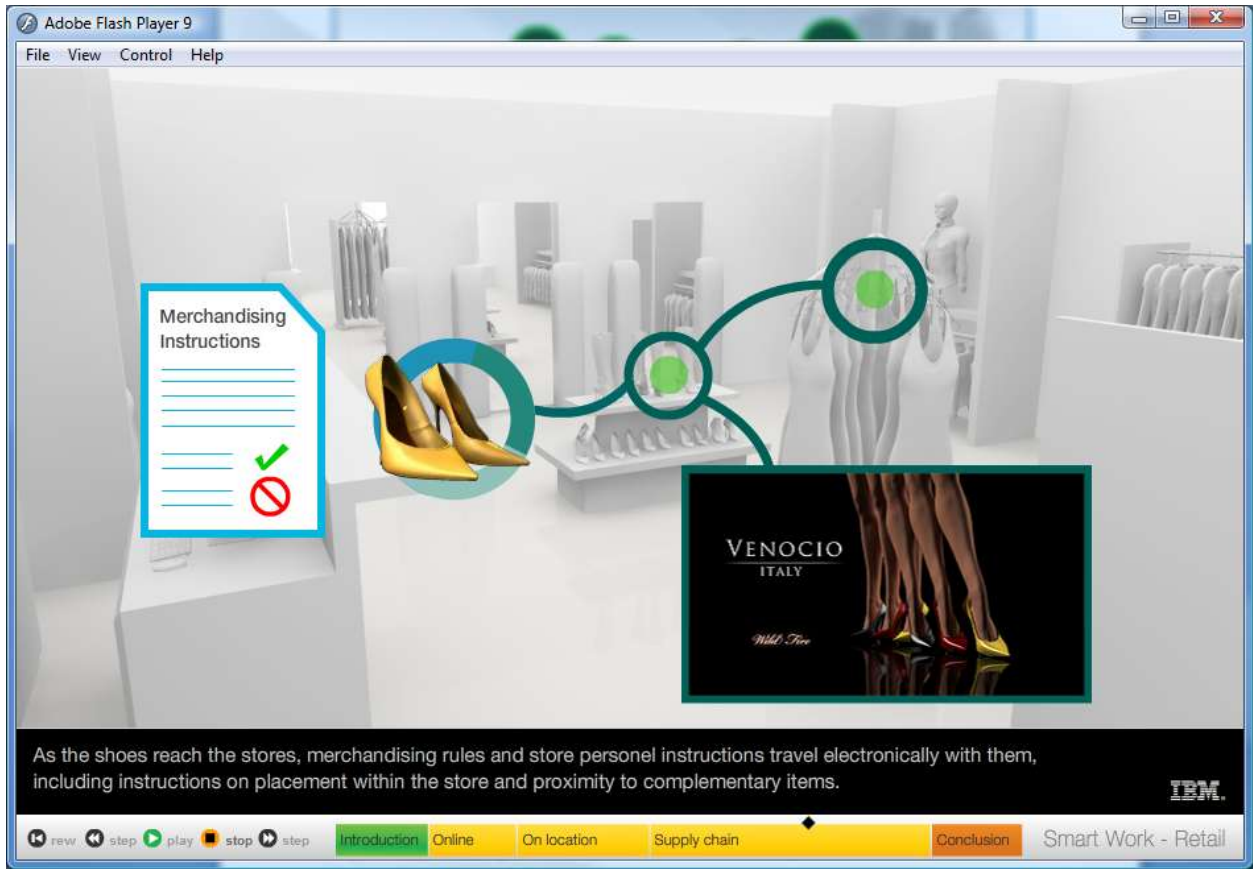 Adobe Flash Player 9
File View Control Help
Merchandising
Instructions
VENOCIO
ITALY
Wild Fire
As the shoes reach the stores, merchandising rules and store personel instructions travel electronically with them,
including instructions on placement within the store and proximity to complementary items.
IBM.
rew step play stop step Introduction Online On location Supply chain Conclusion Smart Work - Retail